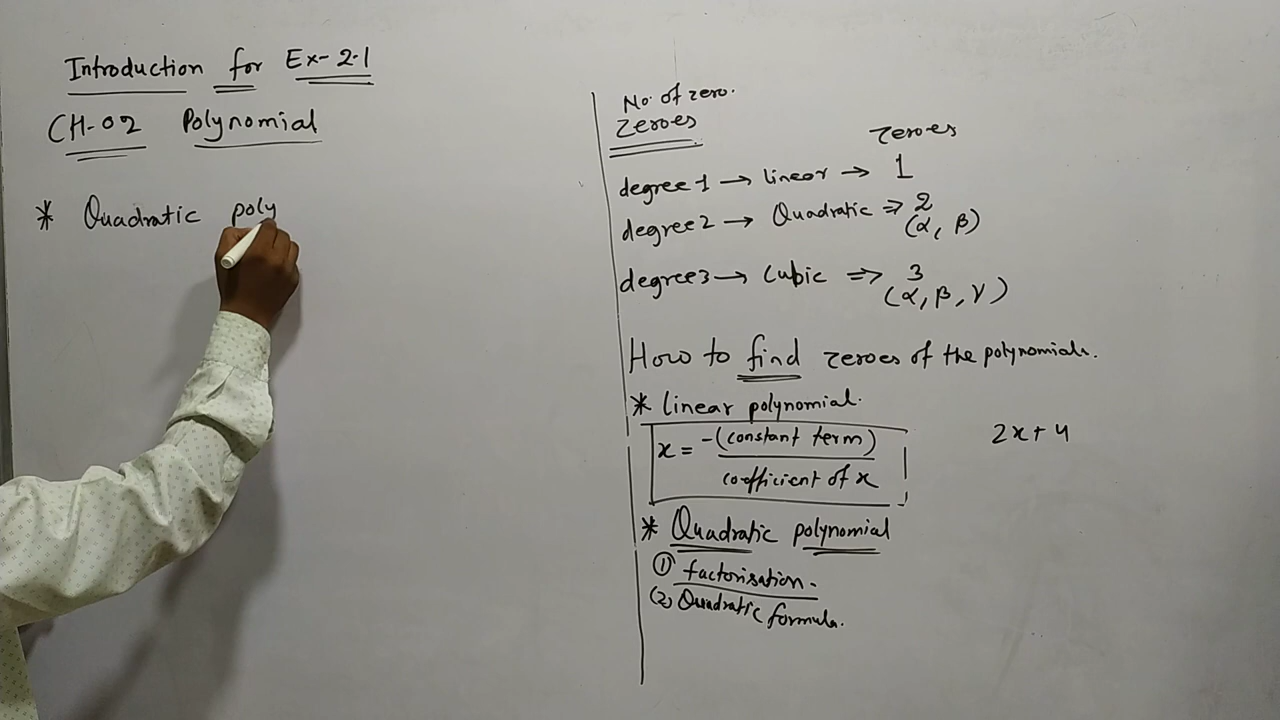 Introduction for Ex-2.1
CH-02 Polynomial
* Quadratic poly
No. of zero.
Zeroes
zeroes
degree 1 → linear → 1
degree 2 → Quadratic ⇒ 2
(α, β)
degree 3 → Cubic ⇒ 3
(α, β, γ)
How to find zeroes of the polynomials.
* linear polynomial.
x = -(constant term) / coefficient of x
2x+4
* Quadratic polynomial
① factorisation.
(2) Quadratic formula.